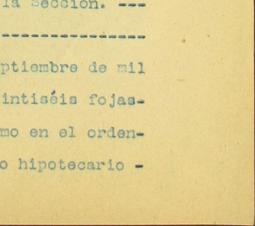 la Sección. ---
-----------------
ptiembre de mil
intiséis fojas-
mo en el orden-
o hipotecario -